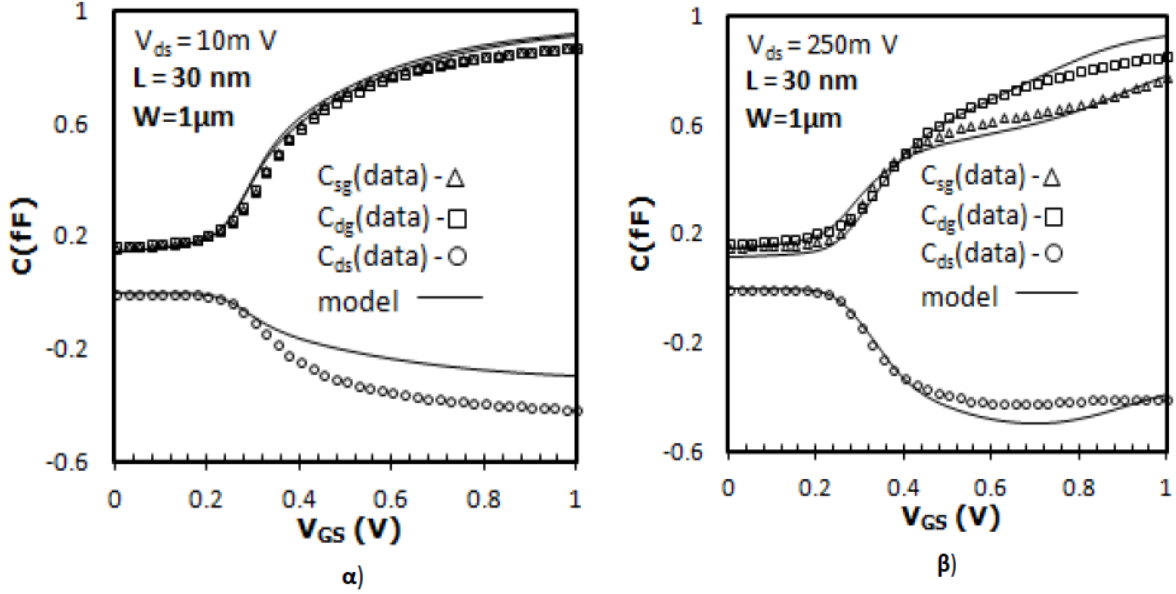 1
0.6
0.2
-0.2
-0.6
C(fF)
V_ds = 10m V
L = 30 nm
W=1μm
C_sg(data) - △
C_dg(data) - □
C_ds(data) - ○
model
0 0.2 0.4 0.6 0.8 1
V_GS (V)
α)
1
0.6
0.2
-0.2
-0.6
C(fF)
V_ds = 250m V
L = 30 nm
W=1μm
C_sg(data) - △
C_dg(data) - □
C_ds(data) - ○
model
0 0.2 0.4 0.6 0.8 1
V_GS (V)
β)